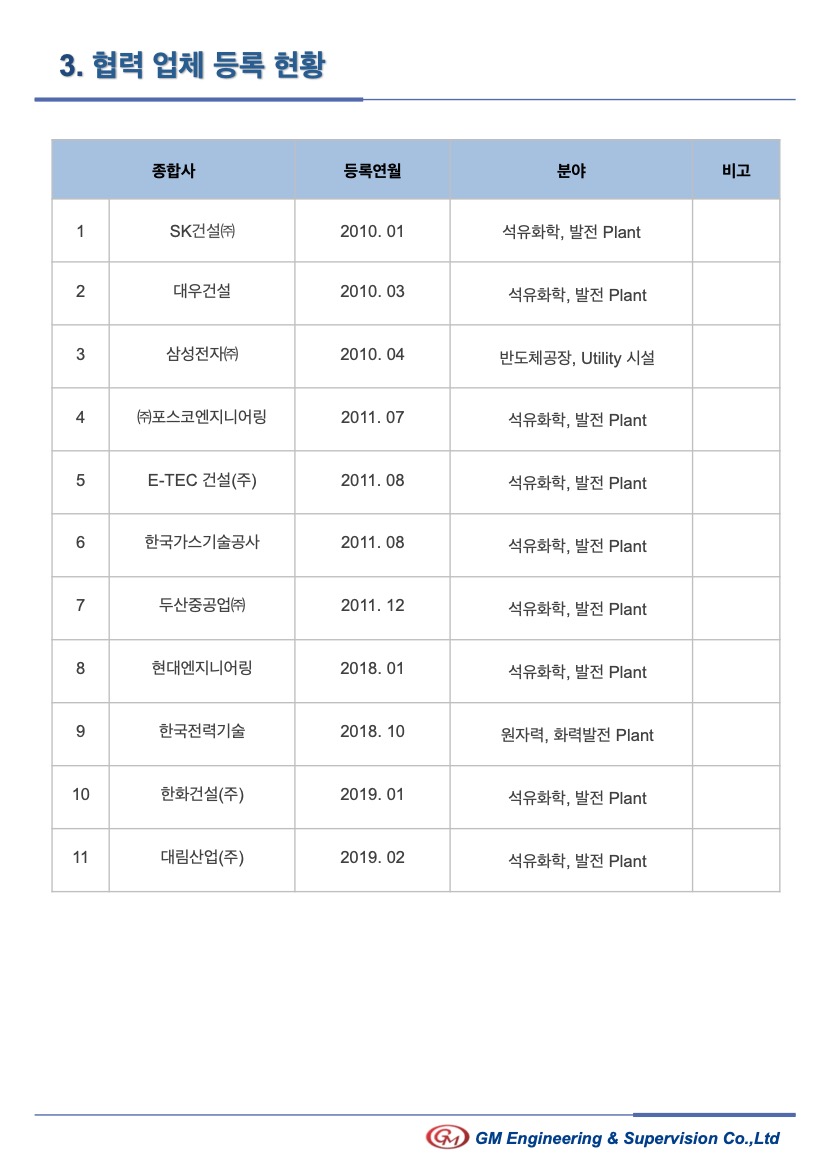 3. 협력 업체 등록 현황
종합사 등록연월 분야 비고
1 SK건설㈜ 2010. 01 석유화학, 발전 Plant
2 대우건설 2010. 03 석유화학, 발전 Plant
3 삼성전자㈜ 2010. 04 반도체공장, Utility 시설
4 ㈜포스코엔지니어링 2011. 07 석유화학, 발전 Plant
5 E-TEC 건설(주) 2011. 08 석유화학, 발전 Plant
6 한국가스기술공사 2011. 08 석유화학, 발전 Plant
7 두산중공업㈜ 2011. 12 석유화학, 발전 Plant
8 현대엔지니어링 2018. 01 석유화학, 발전 Plant
9 한국전력기술 2018. 10 원자력, 화력발전 Plant
10 한화건설(주) 2019. 01 석유화학, 발전 Plant
11 대림산업(주) 2019. 02 석유화학, 발전 Plant
GM GM Engineering & Supervision Co.,Ltd